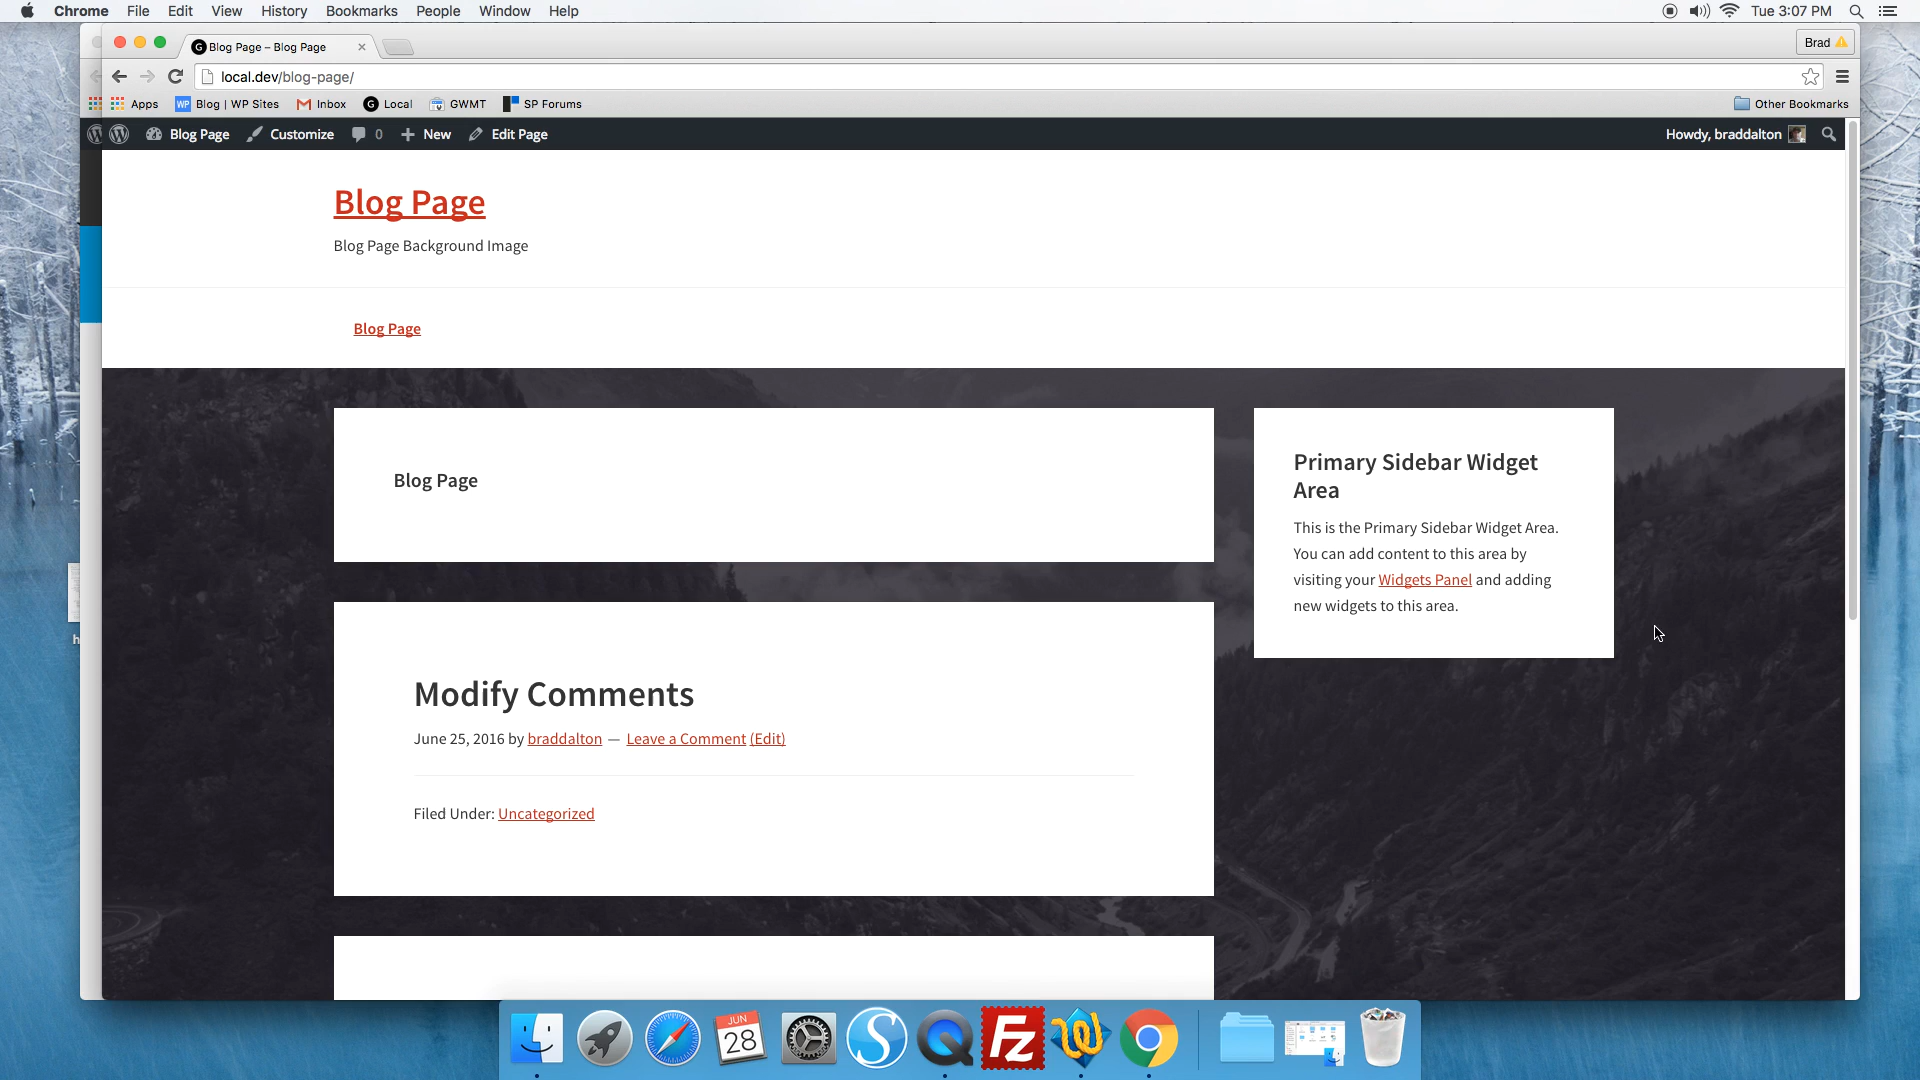 Chrome File Edit View History Bookmarks People Window Help Tue 3:07 PM
Blog Page – Blog Page Brad
local.dev/blog-page/
Apps WP Blog | WP Sites Inbox G Local GWMT SP Forums Other Bookmarks
Blog Page Customize 0 New Edit Page Howdy, braddalton
Blog Page
Blog Page Background Image
Blog Page
Blog Page
Primary Sidebar Widget
Area
This is the Primary Sidebar Widget Area.
You can add content to this area by
visiting your Widgets Panel and adding
new widgets to this area.
Modify Comments
June 25, 2016 by braddalton — Leave a Comment (Edit)
Filed Under: Uncategorized
h
JUN
28
S
Fz